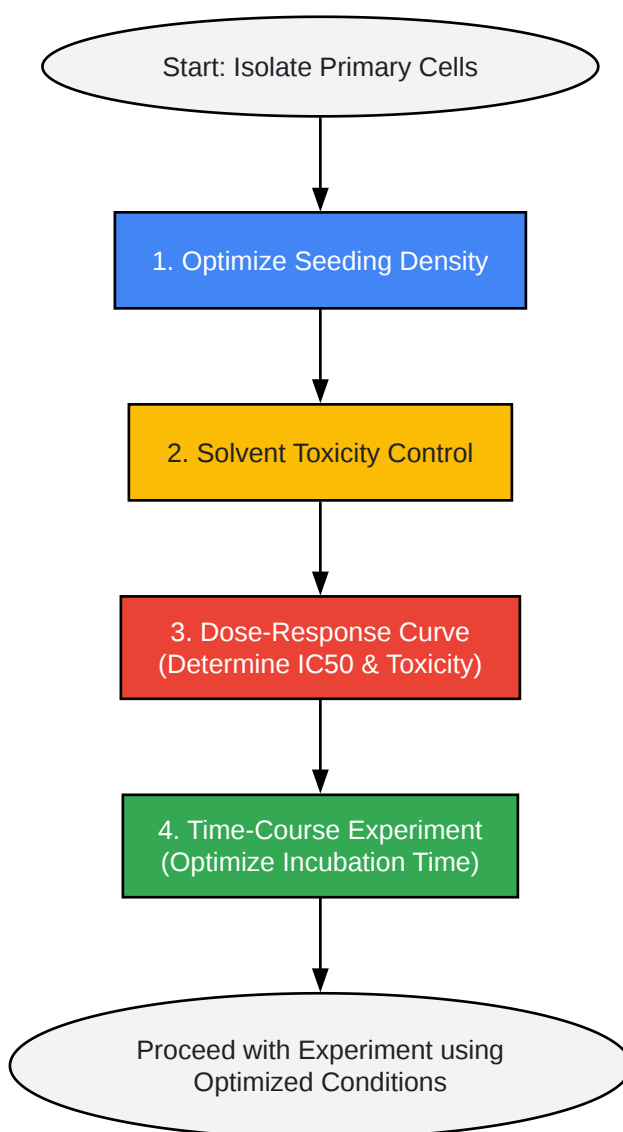 Start: Isolate Primary Cells
1. Optimize Seeding Density
2. Solvent Toxicity Control
3. Dose-Response Curve
(Determine IC50 & Toxicity)
4. Time-Course Experiment
(Optimize Incubation Time)
Proceed with Experiment using
Optimized Conditions